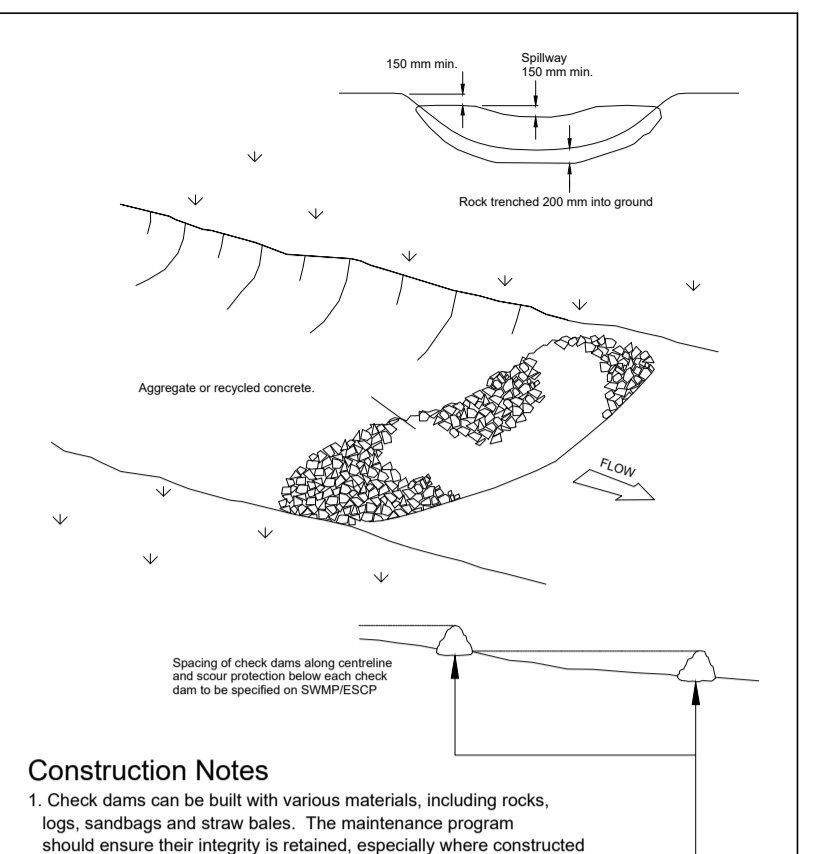 150 mm min.
Spillway
150 mm min.
Rock trenched 200 mm into ground
Aggregate or recycled concrete.
FLOW
Spacing of check dams along centreline
and scour protection below each check
dam to be specified on SWMP/ESCP
Construction Notes
1. Check dams can be built with various materials, including rocks,
logs, sandbags and straw bales. The maintenance program
should ensure their integrity is retained, especially where constructed